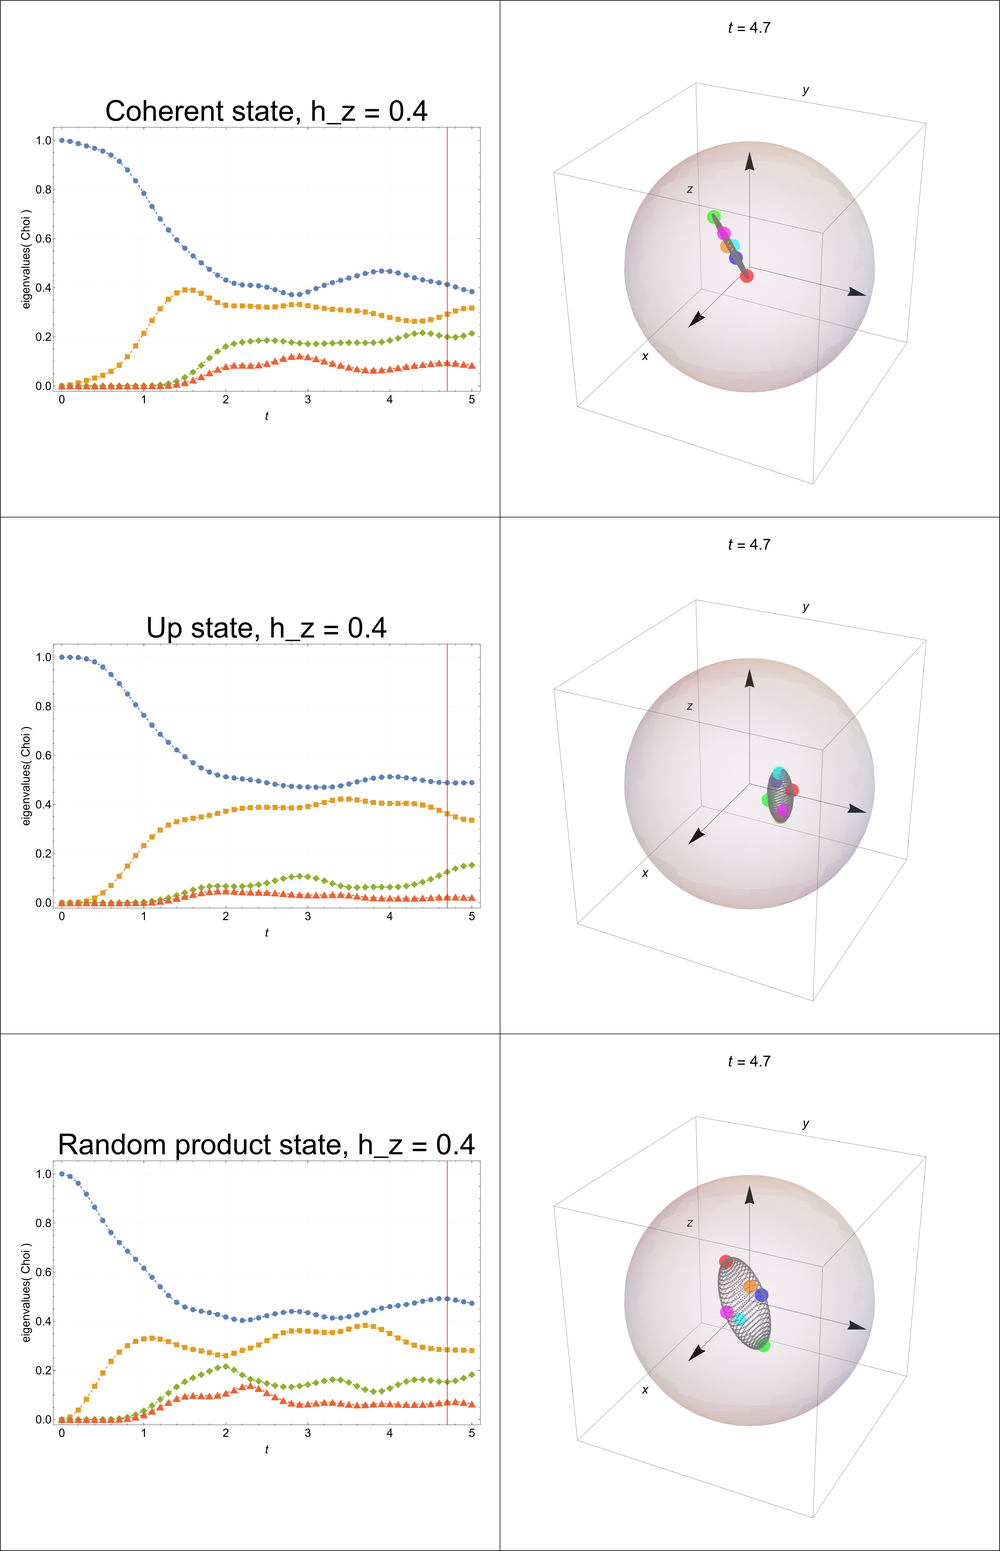 Coherent state, h_z = 0.4
eigenvalues( Choi )
1.0
0.8
0.6
0.4
0.2
0.0
0 1 2 3 4 5
t
t = 4.7
y
z
x
Up state, h_z = 0.4
eigenvalues( Choi )
1.0
0.8
0.6
0.4
0.2
0.0
0 1 2 3 4 5
t
t = 4.7
y
z
x
Random product state, h_z = 0.4
eigenvalues( Choi )
1.0
0.8
0.6
0.4
0.2
0.0
0 1 2 3 4 5
t
t = 4.7
y
z
x